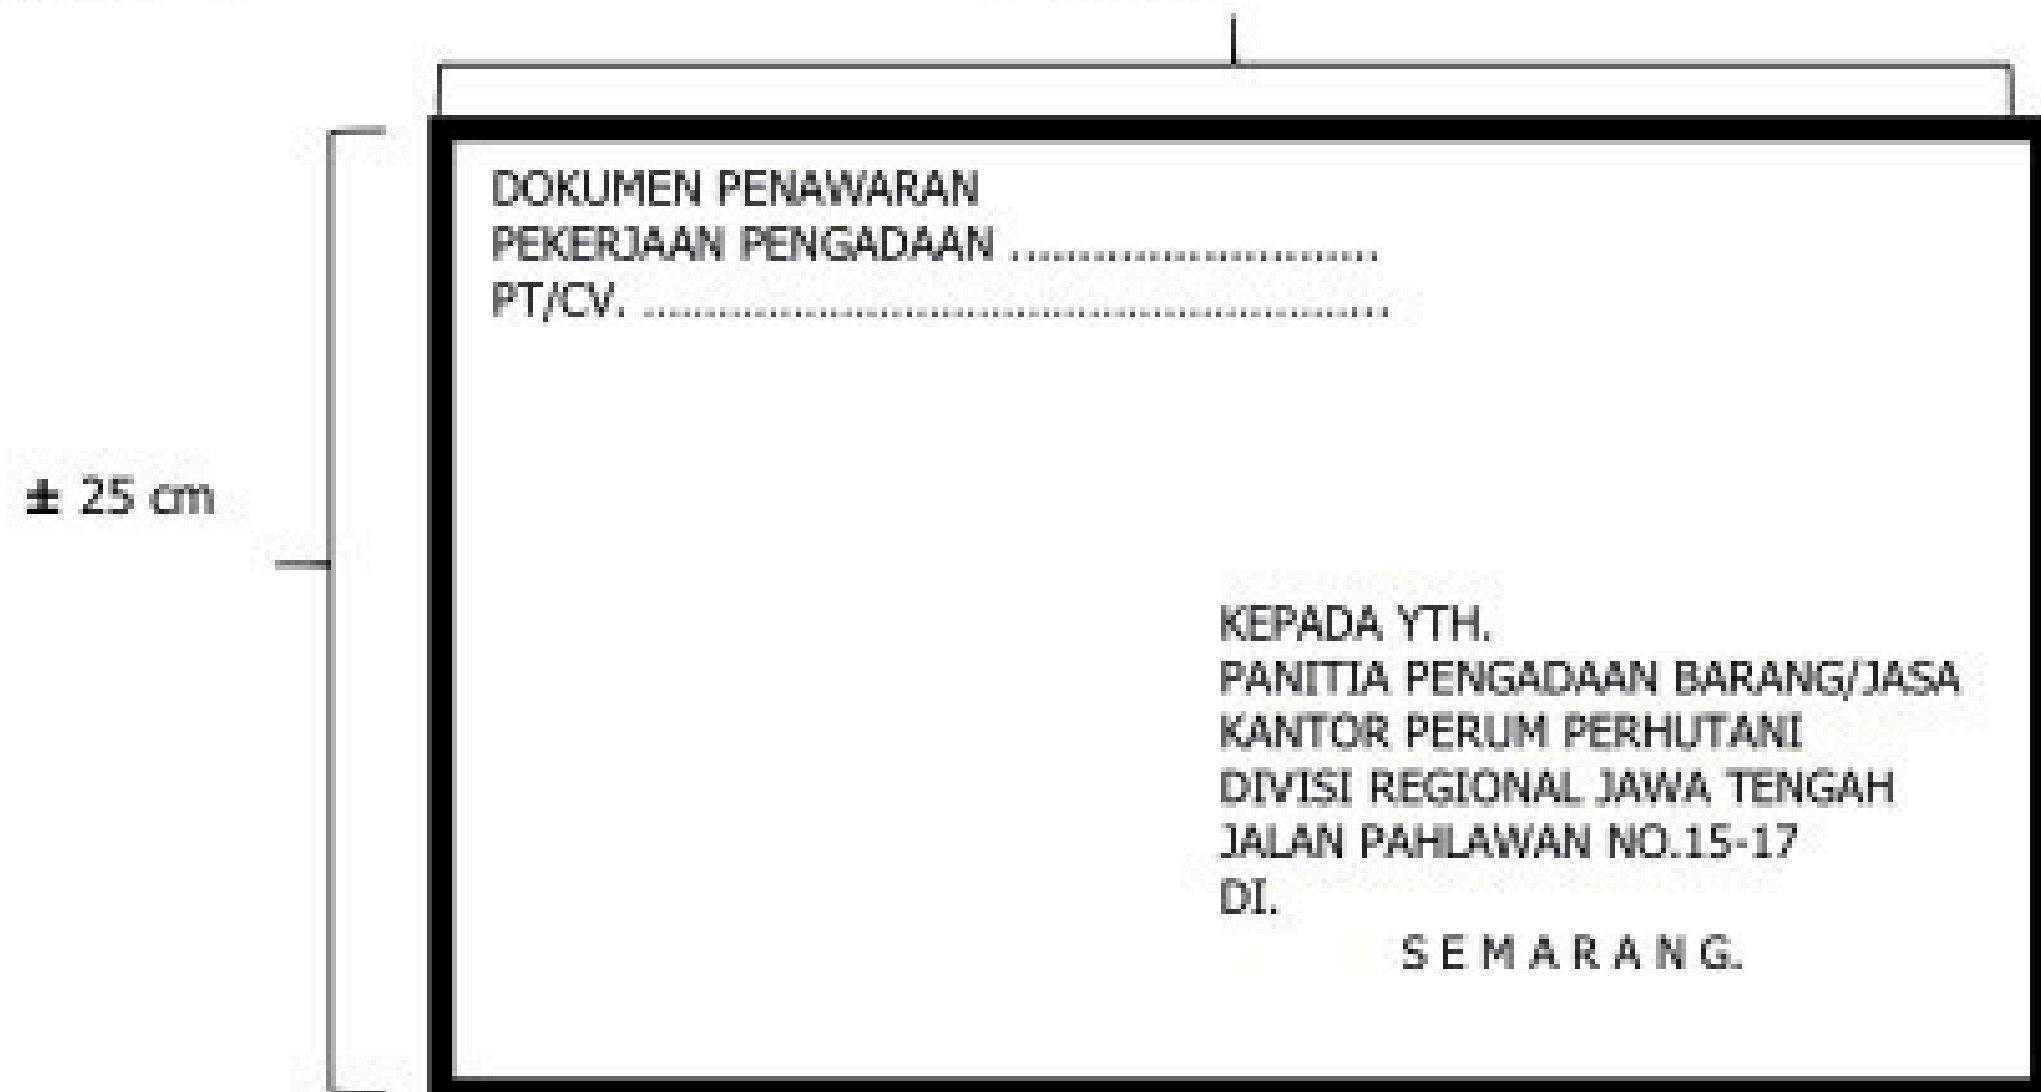 DOKUMEN PENAWARAN
PEKERJAAN PENGADAAN ................................
PT/CV. .................................................................
± 25 cm
KEPADA YTH.
PANITIA PENGADAAN BARANG/JASA
KANTOR PERUM PERHUTANI
DIVISI REGIONAL JAWA TENGAH
JALAN PAHLAWAN NO.15-17
DI.
S E M A R A N G.